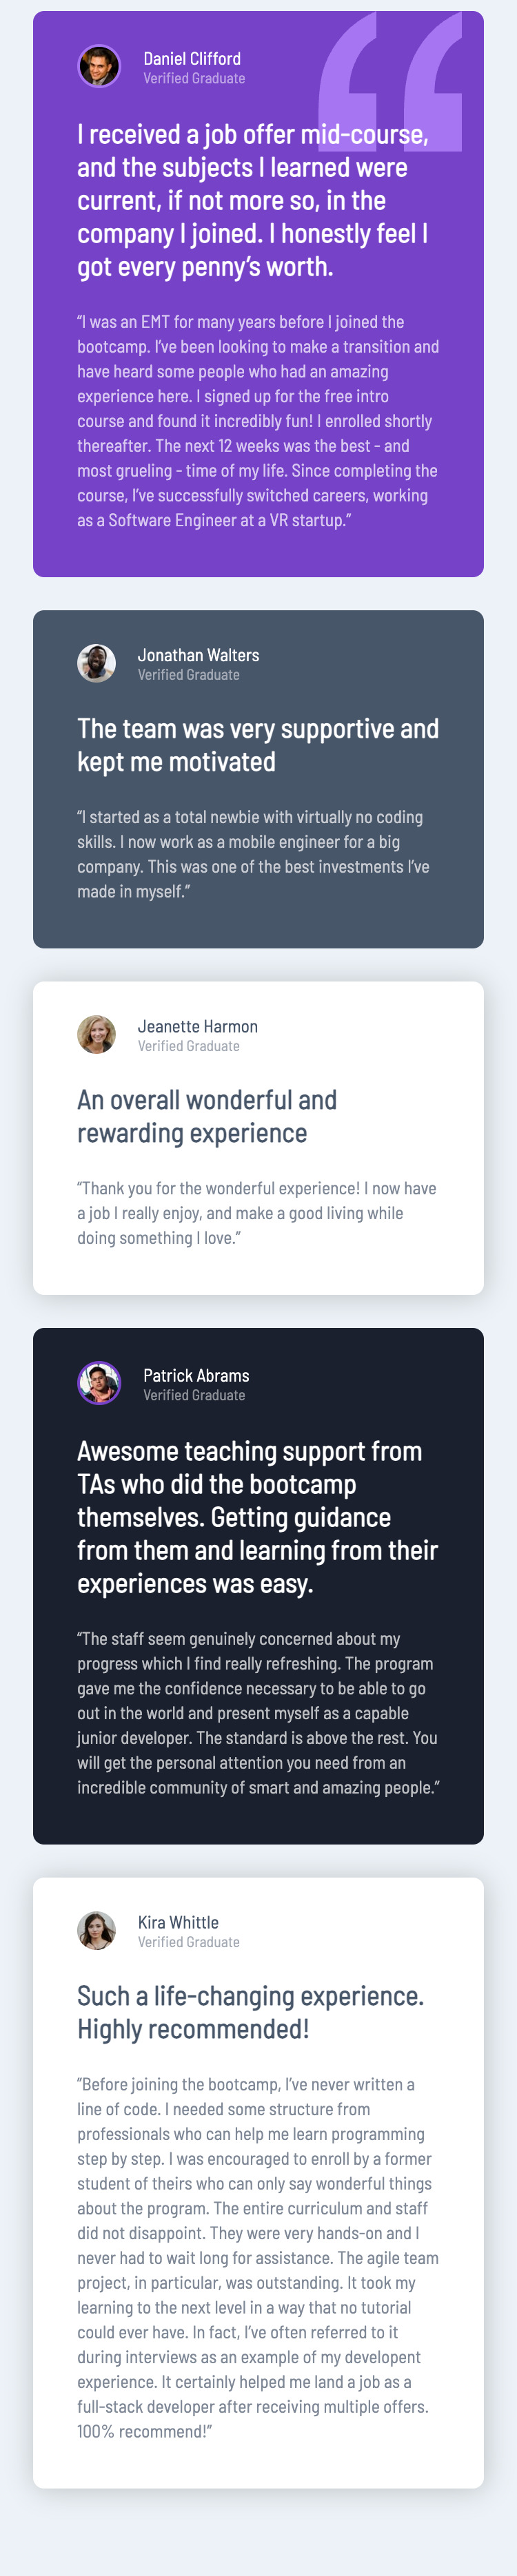 Daniel Clifford
Verified Graduate
I received a job offer mid-course,
and the subjects I learned were
current, if not more so, in the
company I joined. I honestly feel I
got every penny’s worth.
“I was an EMT for many years before I joined the
bootcamp. I’ve been looking to make a transition and
have heard some people who had an amazing
experience here. I signed up for the free intro
course and found it incredibly fun! I enrolled shortly
thereafter. The next 12 weeks was the best - and
most grueling - time of my life. Since completing the
course, I’ve successfully switched careers, working
as a Software Engineer at a VR startup.”
Jonathan Walters
Verified Graduate
The team was very supportive and
kept me motivated
“I started as a total newbie with virtually no coding
skills. I now work as a mobile engineer for a big
company. This was one of the best investments I’ve
made in myself.”
Jeanette Harmon
Verified Graduate
An overall wonderful and
rewarding experience
“Thank you for the wonderful experience! I now have
a job I really enjoy, and make a good living while
doing something I love.”
Patrick Abrams
Verified Graduate
Awesome teaching support from
TAs who did the bootcamp
themselves. Getting guidance
from them and learning from their
experiences was easy.
“The staff seem genuinely concerned about my
progress which I find really refreshing. The program
gave me the confidence necessary to be able to go
out in the world and present myself as a capable
junior developer. The standard is above the rest. You
will get the personal attention you need from an
incredible community of smart and amazing people.”
Kira Whittle
Verified Graduate
Such a life-changing experience.
Highly recommended!
“Before joining the bootcamp, I’ve never written a
line of code. I needed some structure from
professionals who can help me learn programming
step by step. I was encouraged to enroll by a former
student of theirs who can only say wonderful things
about the program. The entire curriculum and staff
did not disappoint. They were very hands-on and I
never had to wait long for assistance. The agile team
project, in particular, was outstanding. It took my
learning to the next level in a way that no tutorial
could ever have. In fact, I’ve often referred to it
during interviews as an example of my developent
experience. It certainly helped me land a job as a
full-stack developer after receiving multiple offers.
100% recommend!”